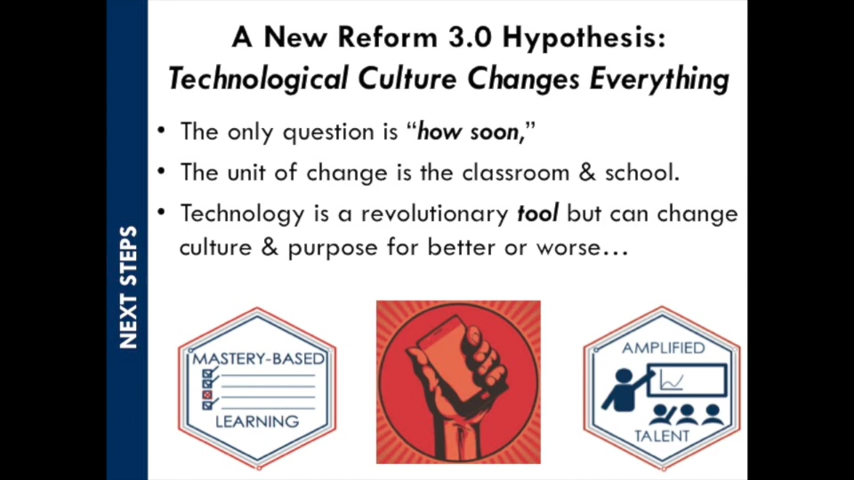 A New Reform 3.0 Hypothesis:
Technological Culture Changes Everything
• The only question is “how soon,”
• The unit of change is the classroom & school.
• Technology is a revolutionary tool but can change
culture & purpose for better or worse…
NEXT STEPS
MASTERY-BASED
LEARNING
AMPLIFIED
TALENT